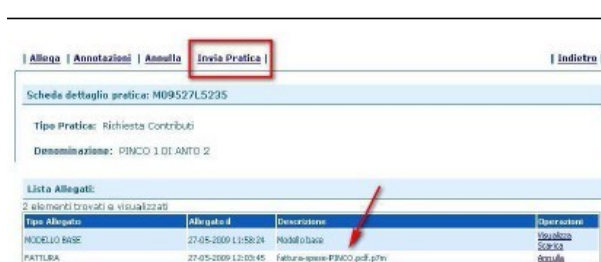 | Allega | Annotazioni | Annulla Invia Pratica | | Indietro
Scheda dettaglio pratica: M09527L5235
Tipo Pratica: Richiesta Contributi
Denominazione: PINCO 1 DI ANTO 2
Lista Allegati:
2 elementi trovati e visualizzati
Tipo Allegato Allegato il Descrizione Operazioni
MODELLO BASE 27-05-2009 11:58:24 Modello base Visualizza
Scarica
FATTURA 27-05-2009 12:03:45 fattura-spese-PINCO.pdf.p7m Annulla